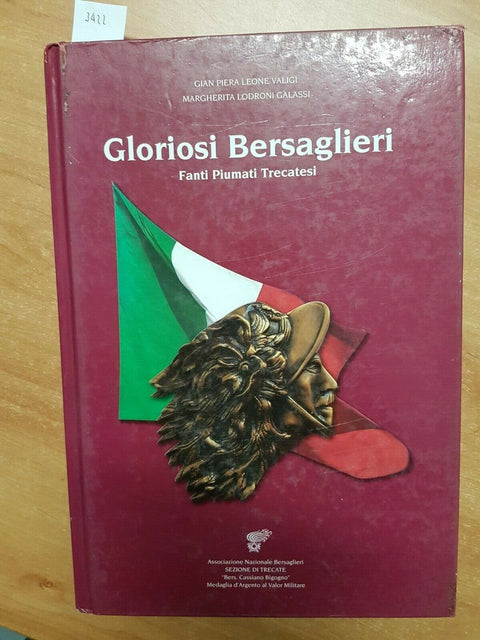 3422
GIAN PIERA LEONE VALIGI
MARGHERITA LODRONI GALASSI
Gloriosi Bersaglieri
Fanti Piumati Trecatesi
Associazione Nazionale Bersaglieri
SEZIONE DI TRECATE
"Bers. Cassiano Bigogno"
Medaglia d'Argento al Valor Militare